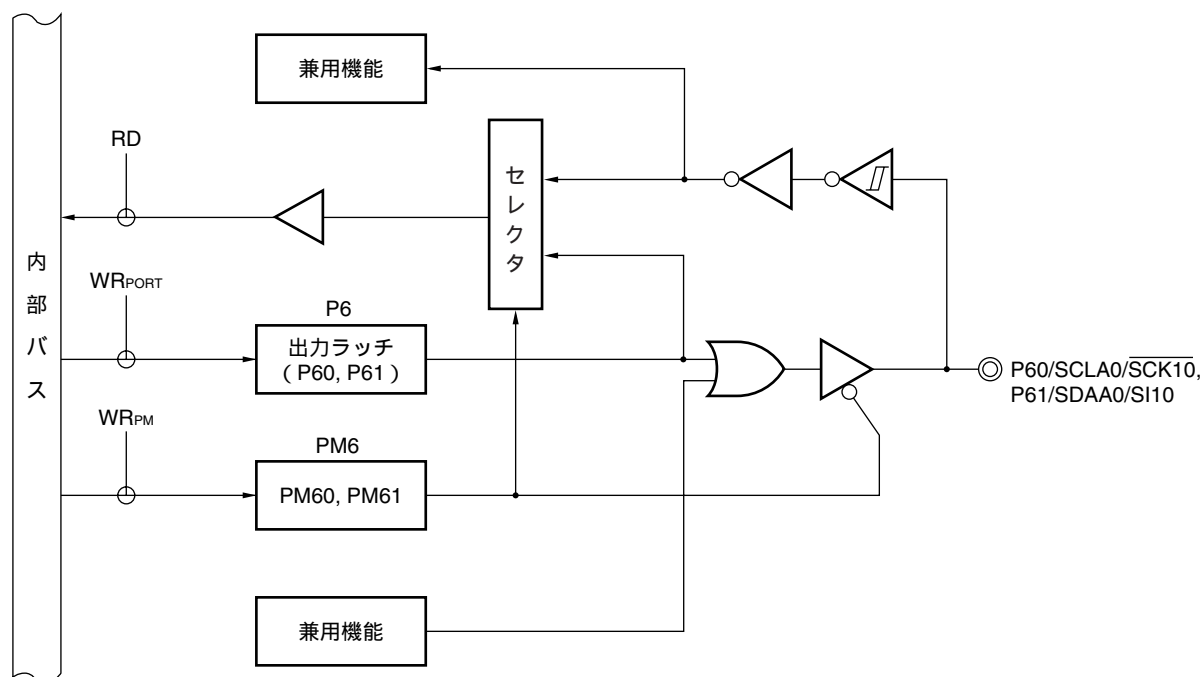 兼用機能
RD
セレクタ
内部バス
WRPORT
P6
出力ラッチ
（P60, P61）
P60/SCLA0/SCK10,
P61/SDAA0/SI10
WRPM
PM6
PM60, PM61
兼用機能